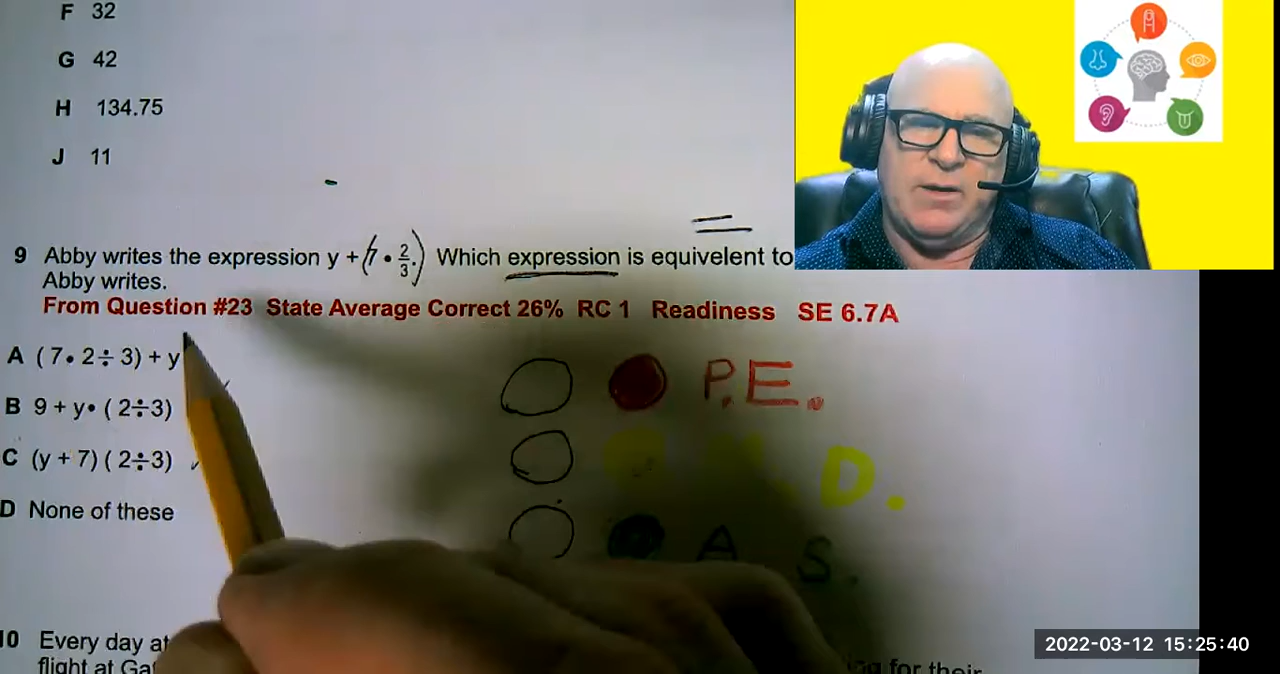 F 32
G 42
H 134.75
J 11
9 Abby writes the expression y + (7 • 2/3.) Which expression is equivelent to
Abby writes.
From Question #23 State Average Correct 26% RC 1 Readiness SE 6.7A
A (7• 2÷ 3) + y
B 9 + y• ( 2÷3)
C (y + 7) ( 2÷3)
D None of these
P.E.
D.
A S.
10 Every day at
flight at
for their
2022-03-12 15:25:40